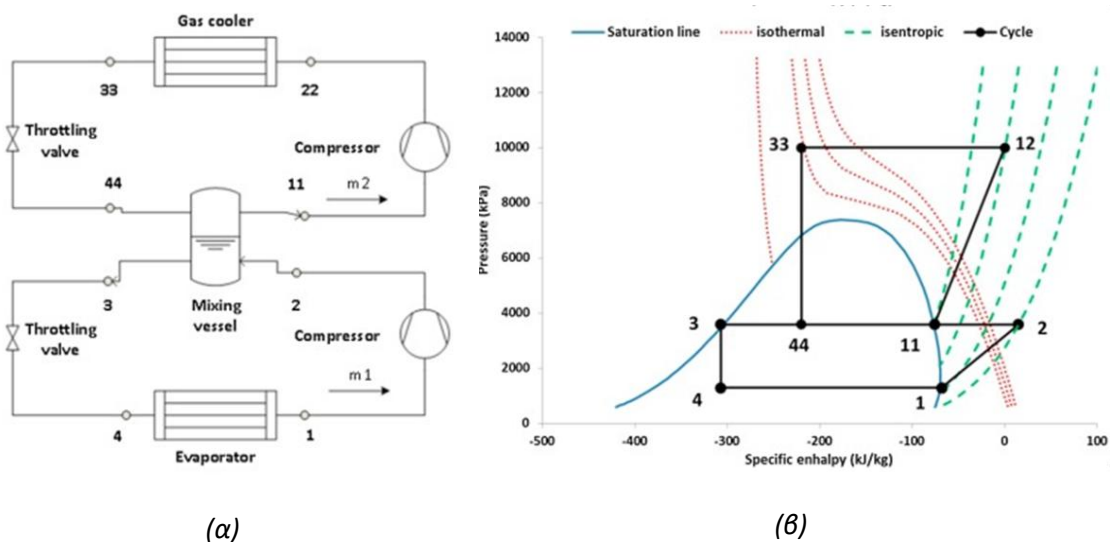 Gas cooler
33
22
Throttling
valve
Compressor
44
11
m 2
3
2
Mixing
vessel
Throttling
valve
Compressor
m 1
4
1
Evaporator
(α)
Saturation line
isothermal
isentropic
Cycle
14000
12000
10000
8000
6000
4000
2000
0
Pressure (kPa)
33
12
3
44
11
2
4
1
-500
-400
-300
-200
-100
0
100
Specific enhalpy (kJ/kg)
(β)